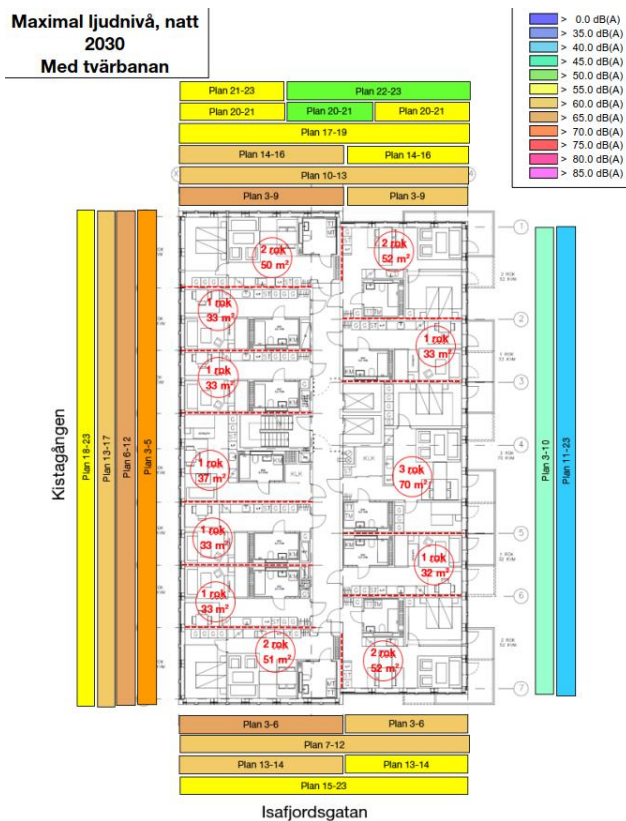 Maximal ljudnivå, natt
2030
Med tvärbanan
> 0.0 dB(A)
> 35.0 dB(A)
> 40.0 dB(A)
> 45.0 dB(A)
> 50.0 dB(A)
> 55.0 dB(A)
> 60.0 dB(A)
> 65.0 dB(A)
> 70.0 dB(A)
> 75.0 dB(A)
> 80.0 dB(A)
> 85.0 dB(A)
Plan 21-23
Plan 22-23
Plan 20-21
Plan 20-21
Plan 20-21
Plan 17-19
Plan 14-16
Plan 14-16
Plan 10-13
Plan 3-9
Plan 3-9
Kistagången
Plan 18-23
Plan 13-17
Plan 6-12
Plan 3-5
2 rok
50 m²
2 rok
52 m²
1 rok
33 m²
1 rok
33 m²
1 rok
33 m²
1 rok
37 m²
3 rok
70 m²
1 rok
33 m²
1 rok
32 m²
1 rok
33 m²
2 rok
51 m²
2 rok
52 m²
1
2
3
4
5
6
7
Plan 3-10
Plan 11-23
Plan 3-6
Plan 3-6
Plan 7-12
Plan 13-14
Plan 13-14
Plan 15-23
Isafjordsgatan